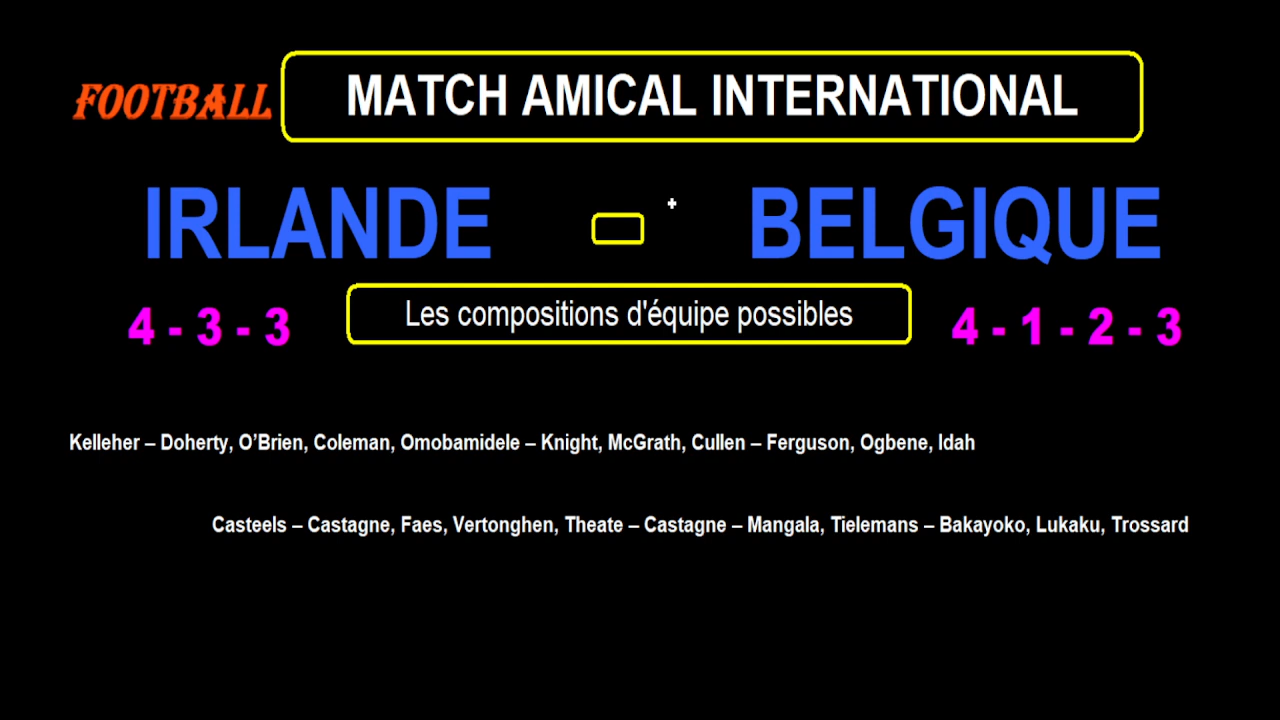 FOOTBALL MATCH AMICAL INTERNATIONAL
IRLANDE BELGIQUE
4 - 3 - 3 Les compositions d'équipe possibles 4 - 1 - 2 - 3
Kelleher – Doherty, O’Brien, Coleman, Omobamidele – Knight, McGrath, Cullen – Ferguson, Ogbene, Idah
Casteels – Castagne, Faes, Vertonghen, Theate – Castagne – Mangala, Tielemans – Bakayoko, Lukaku, Trossard